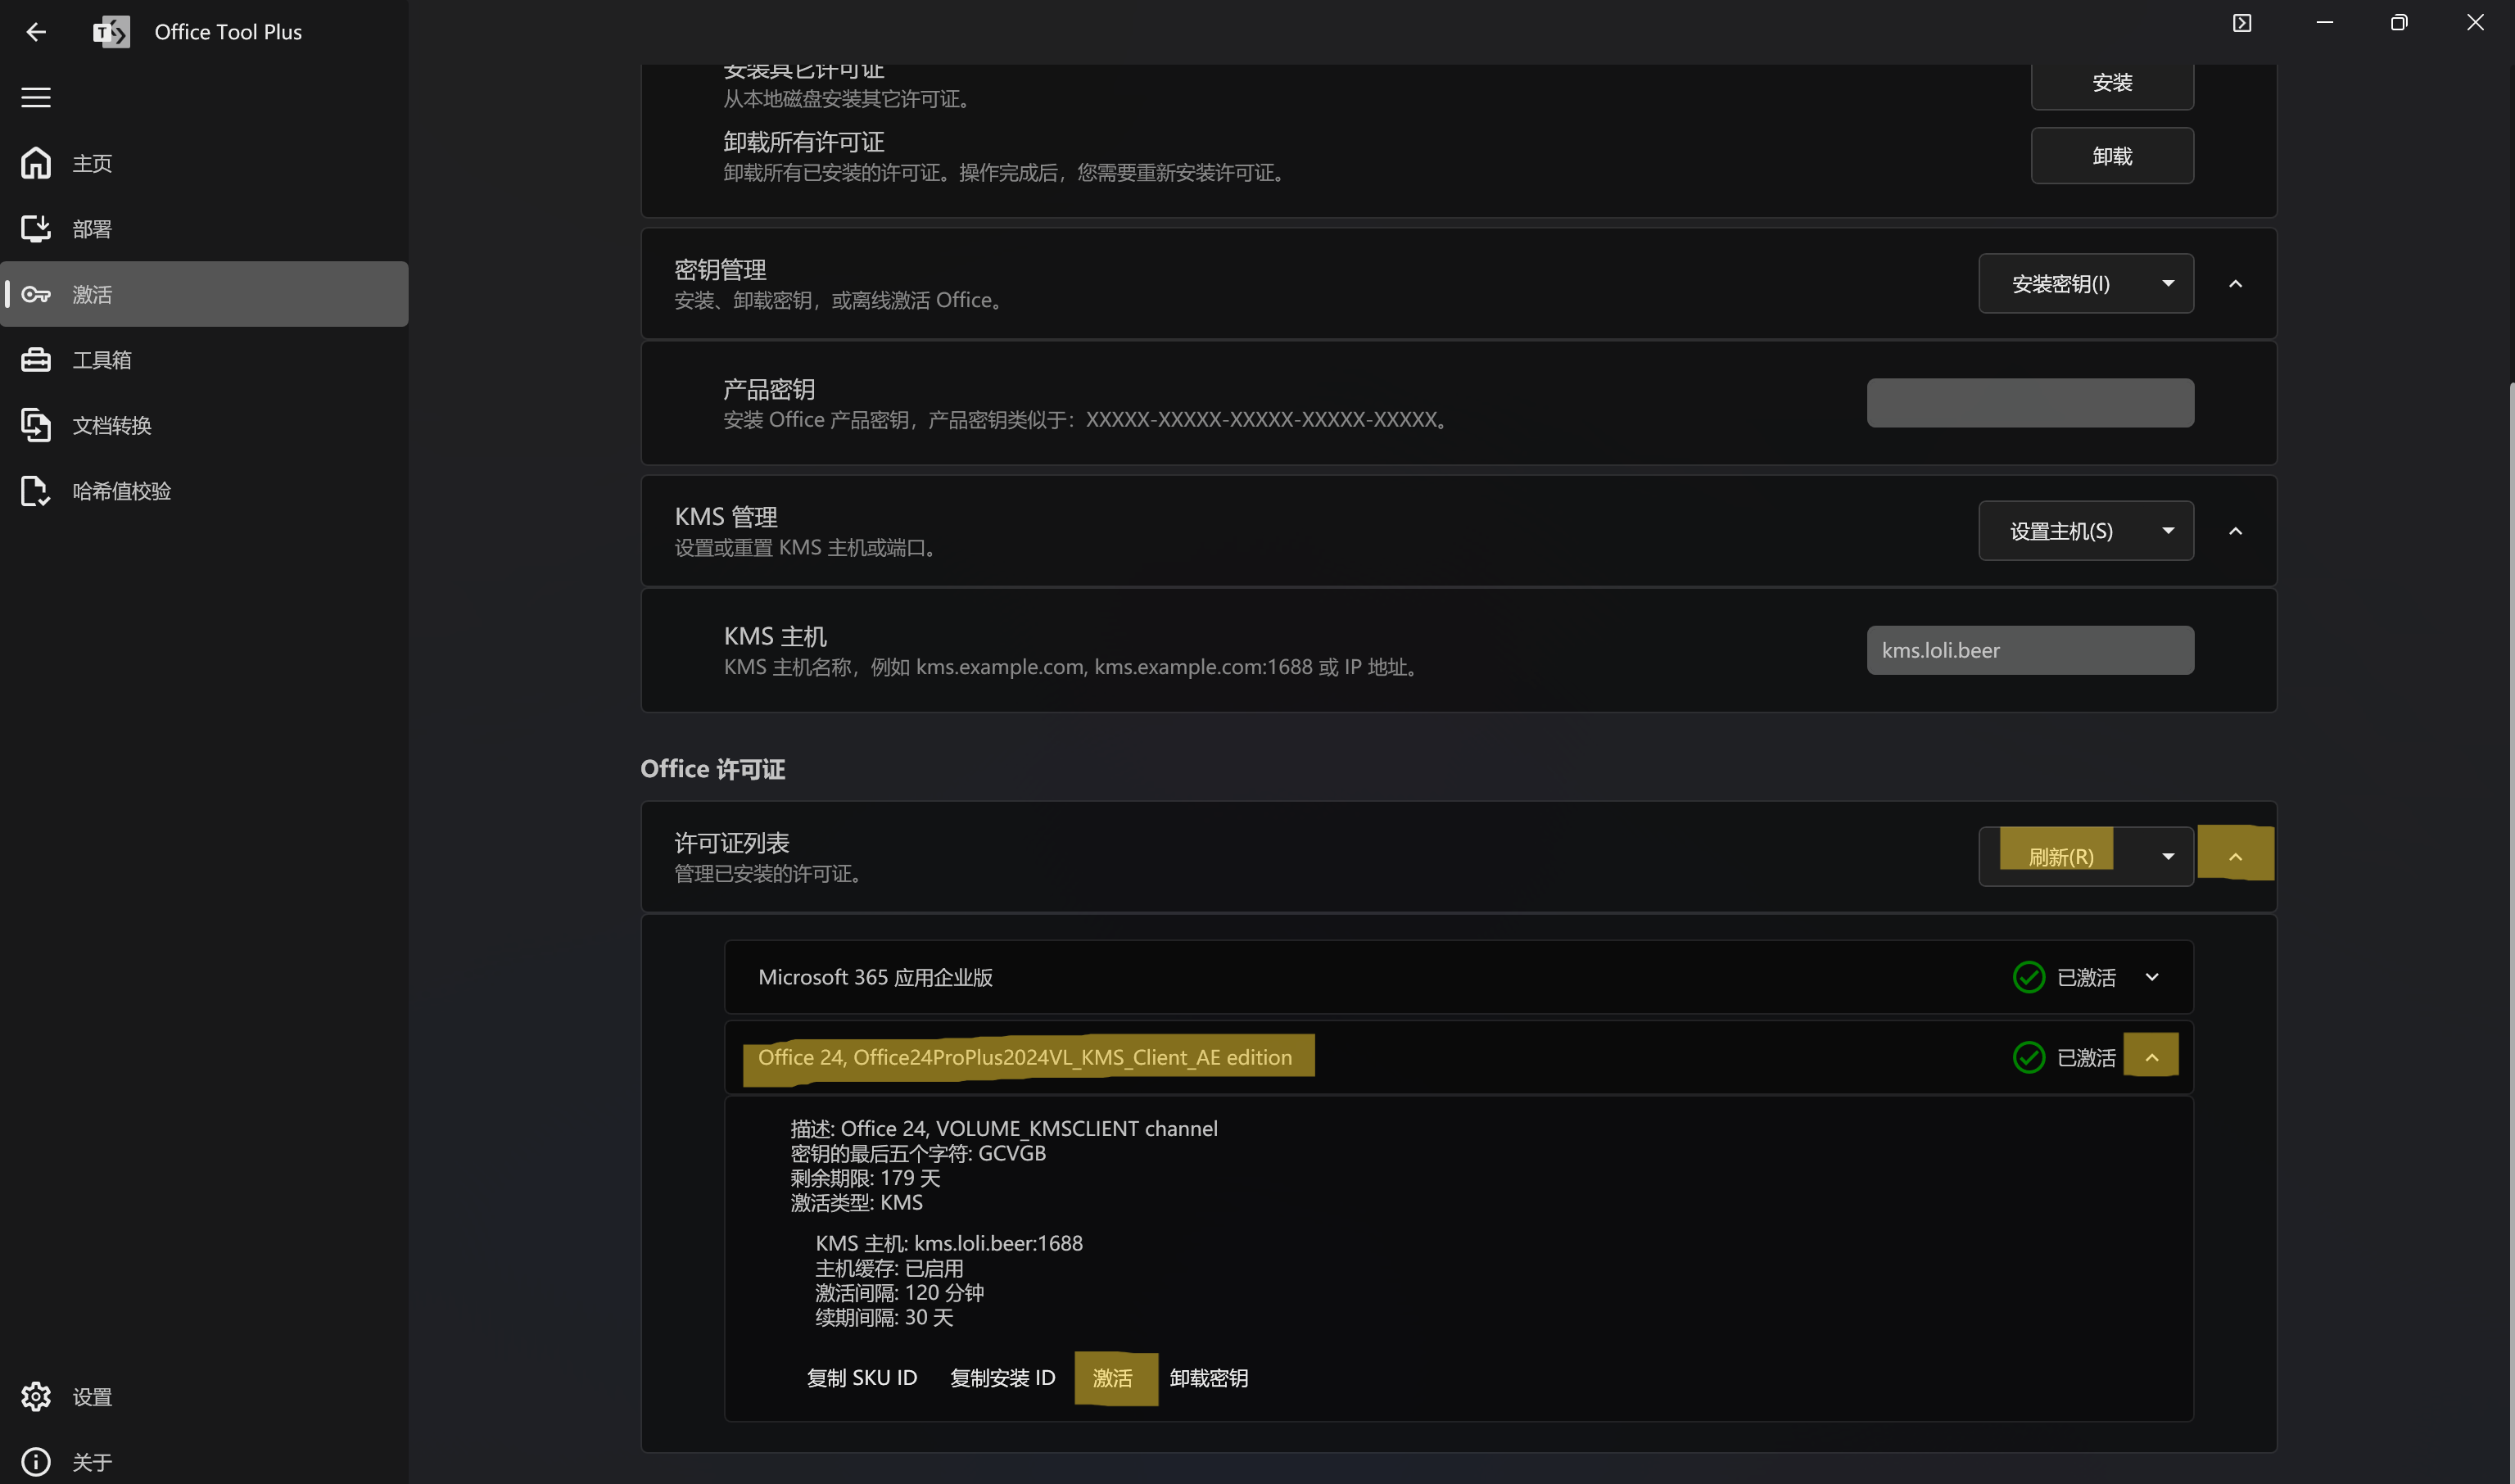 Office Tool Plus
主页
部署
激活
工具箱
文档转换
哈希值校验
设置
关于
安装其它许可证
从本地磁盘安装其它许可证。
安装
卸载所有许可证
卸载所有已安装的许可证。操作完成后，您需要重新安装许可证。
卸载
密钥管理
安装、卸载密钥，或离线激活 Office。
安装密钥(I)
产品密钥
安装 Office 产品密钥，产品密钥类似于：XXXXX-XXXXX-XXXXX-XXXXX-XXXXX。
KMS 管理
设置或重置 KMS 主机或端口。
设置主机(S)
KMS 主机
KMS 主机名称，例如 kms.example.com, kms.example.com:1688 或 IP 地址。
kms.loli.beer
Office 许可证
许可证列表
管理已安装的许可证。
刷新(R)
Microsoft 365 应用企业版
已激活
Office 24, Office24ProPlus2024VL_KMS_Client_AE edition
已激活
描述: Office 24, VOLUME_KMSCLIENT channel
密钥的最后五个字符: GCVGB
剩余期限: 179 天
激活类型: KMS
KMS 主机: kms.loli.beer:1688
主机缓存: 已启用
激活间隔: 120 分钟
续期间隔: 30 天
复制 SKU ID 复制安装 ID 激活 卸载密钥